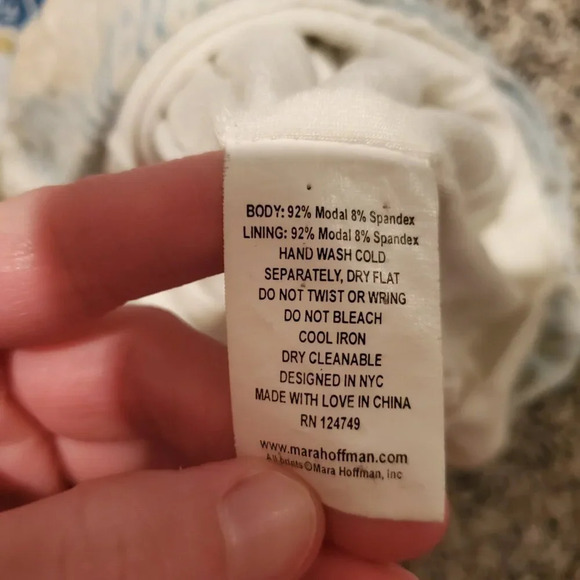 BODY: 92% Modal 8% Spandex
LINING: 92% Modal 8% Spandex
HAND WASH COLD
SEPARATELY, DRY FLAT
DO NOT TWIST OR WRING
DO NOT BLEACH
COOL IRON
DRY CLEANABLE
DESIGNED IN NYC
MADE WITH LOVE IN CHINA
RN 124749
www.marahoffman.com
All prints©Mara Hoffman, Inc